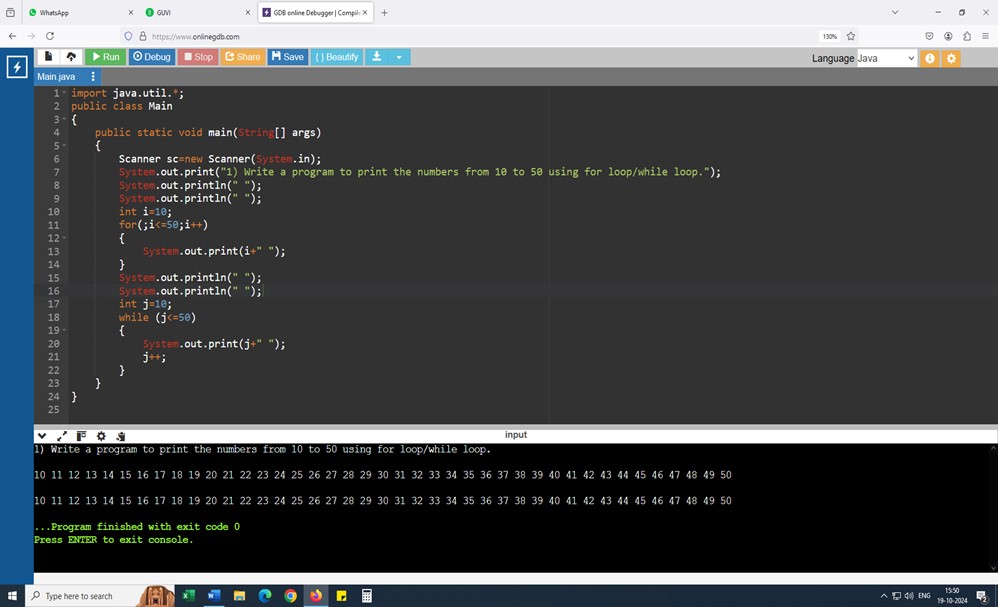 WhatsApp
GUVI
GDB online Debugger | Compil
https://www.onlinegdb.com
130%
Run Debug Stop Share Save { } Beautify
Language Java
Main.java
1 import java.util.*;
2 public class Main
3 {
4 public static void main(String[] args)
5 {
6 Scanner sc=new Scanner(System.in);
7 System.out.print("1) Write a program to print the numbers from 10 to 50 using for loop/while loop.");
8 System.out.println(" ");
9 System.out.println(" ");
10 int i=10;
11 for(;i<=50;i++)
12 {
13 System.out.print(i+" ");
14 }
15 System.out.println(" ");
16 System.out.println(" ");
17 int j=10;
18 while (j<=50)
19 {
20 System.out.print(j+" ");
21 j++;
22 }
23 }
24 }
25
input
1) Write a program to print the numbers from 10 to 50 using for loop/while loop.
10 11 12 13 14 15 16 17 18 19 20 21 22 23 24 25 26 27 28 29 30 31 32 33 34 35 36 37 38 39 40 41 42 43 44 45 46 47 48 49 50
10 11 12 13 14 15 16 17 18 19 20 21 22 23 24 25 26 27 28 29 30 31 32 33 34 35 36 37 38 39 40 41 42 43 44 45 46 47 48 49 50
...Program finished with exit code 0
Press ENTER to exit console.
Type here to search
ENG
15:50
19-10-2024
2